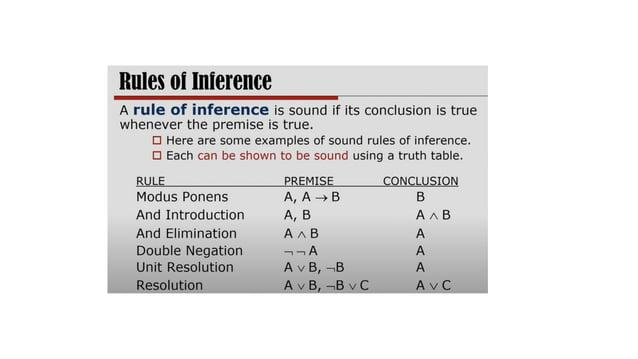 Rules of Inference
A rule of inference is sound if its conclusion is true
whenever the premise is true.
Here are some examples of sound rules of inference.
Each can be shown to be sound using a truth table.
RULE PREMISE CONCLUSION
Modus Ponens A, A → B B
And Introduction A, B A ∧ B
And Elimination A ∧ B A
Double Negation ¬ ¬ A A
Unit Resolution A ∨ B, ¬B A
Resolution A ∨ B, ¬B ∨ C A ∨ C